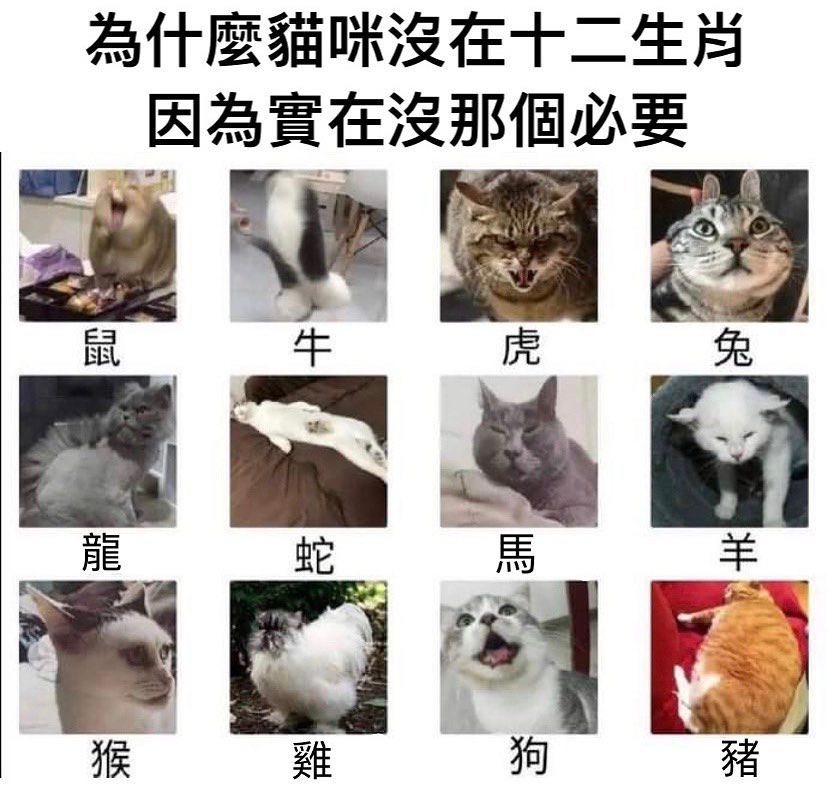 為什麼貓咪沒在十二生肖
因為實在沒那個必要
鼠 牛 虎 兔
龍 蛇 馬 羊
猴 雞 狗 豬